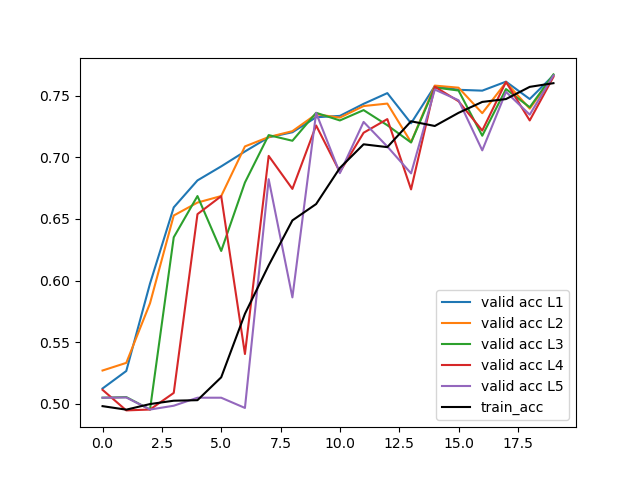 0.75
0.70
0.65
0.60
0.55
0.50
valid acc L1
valid acc L2
valid acc L3
valid acc L4
valid acc L5
train_acc
0.0 2.5 5.0 7.5 10.0 12.5 15.0 17.5